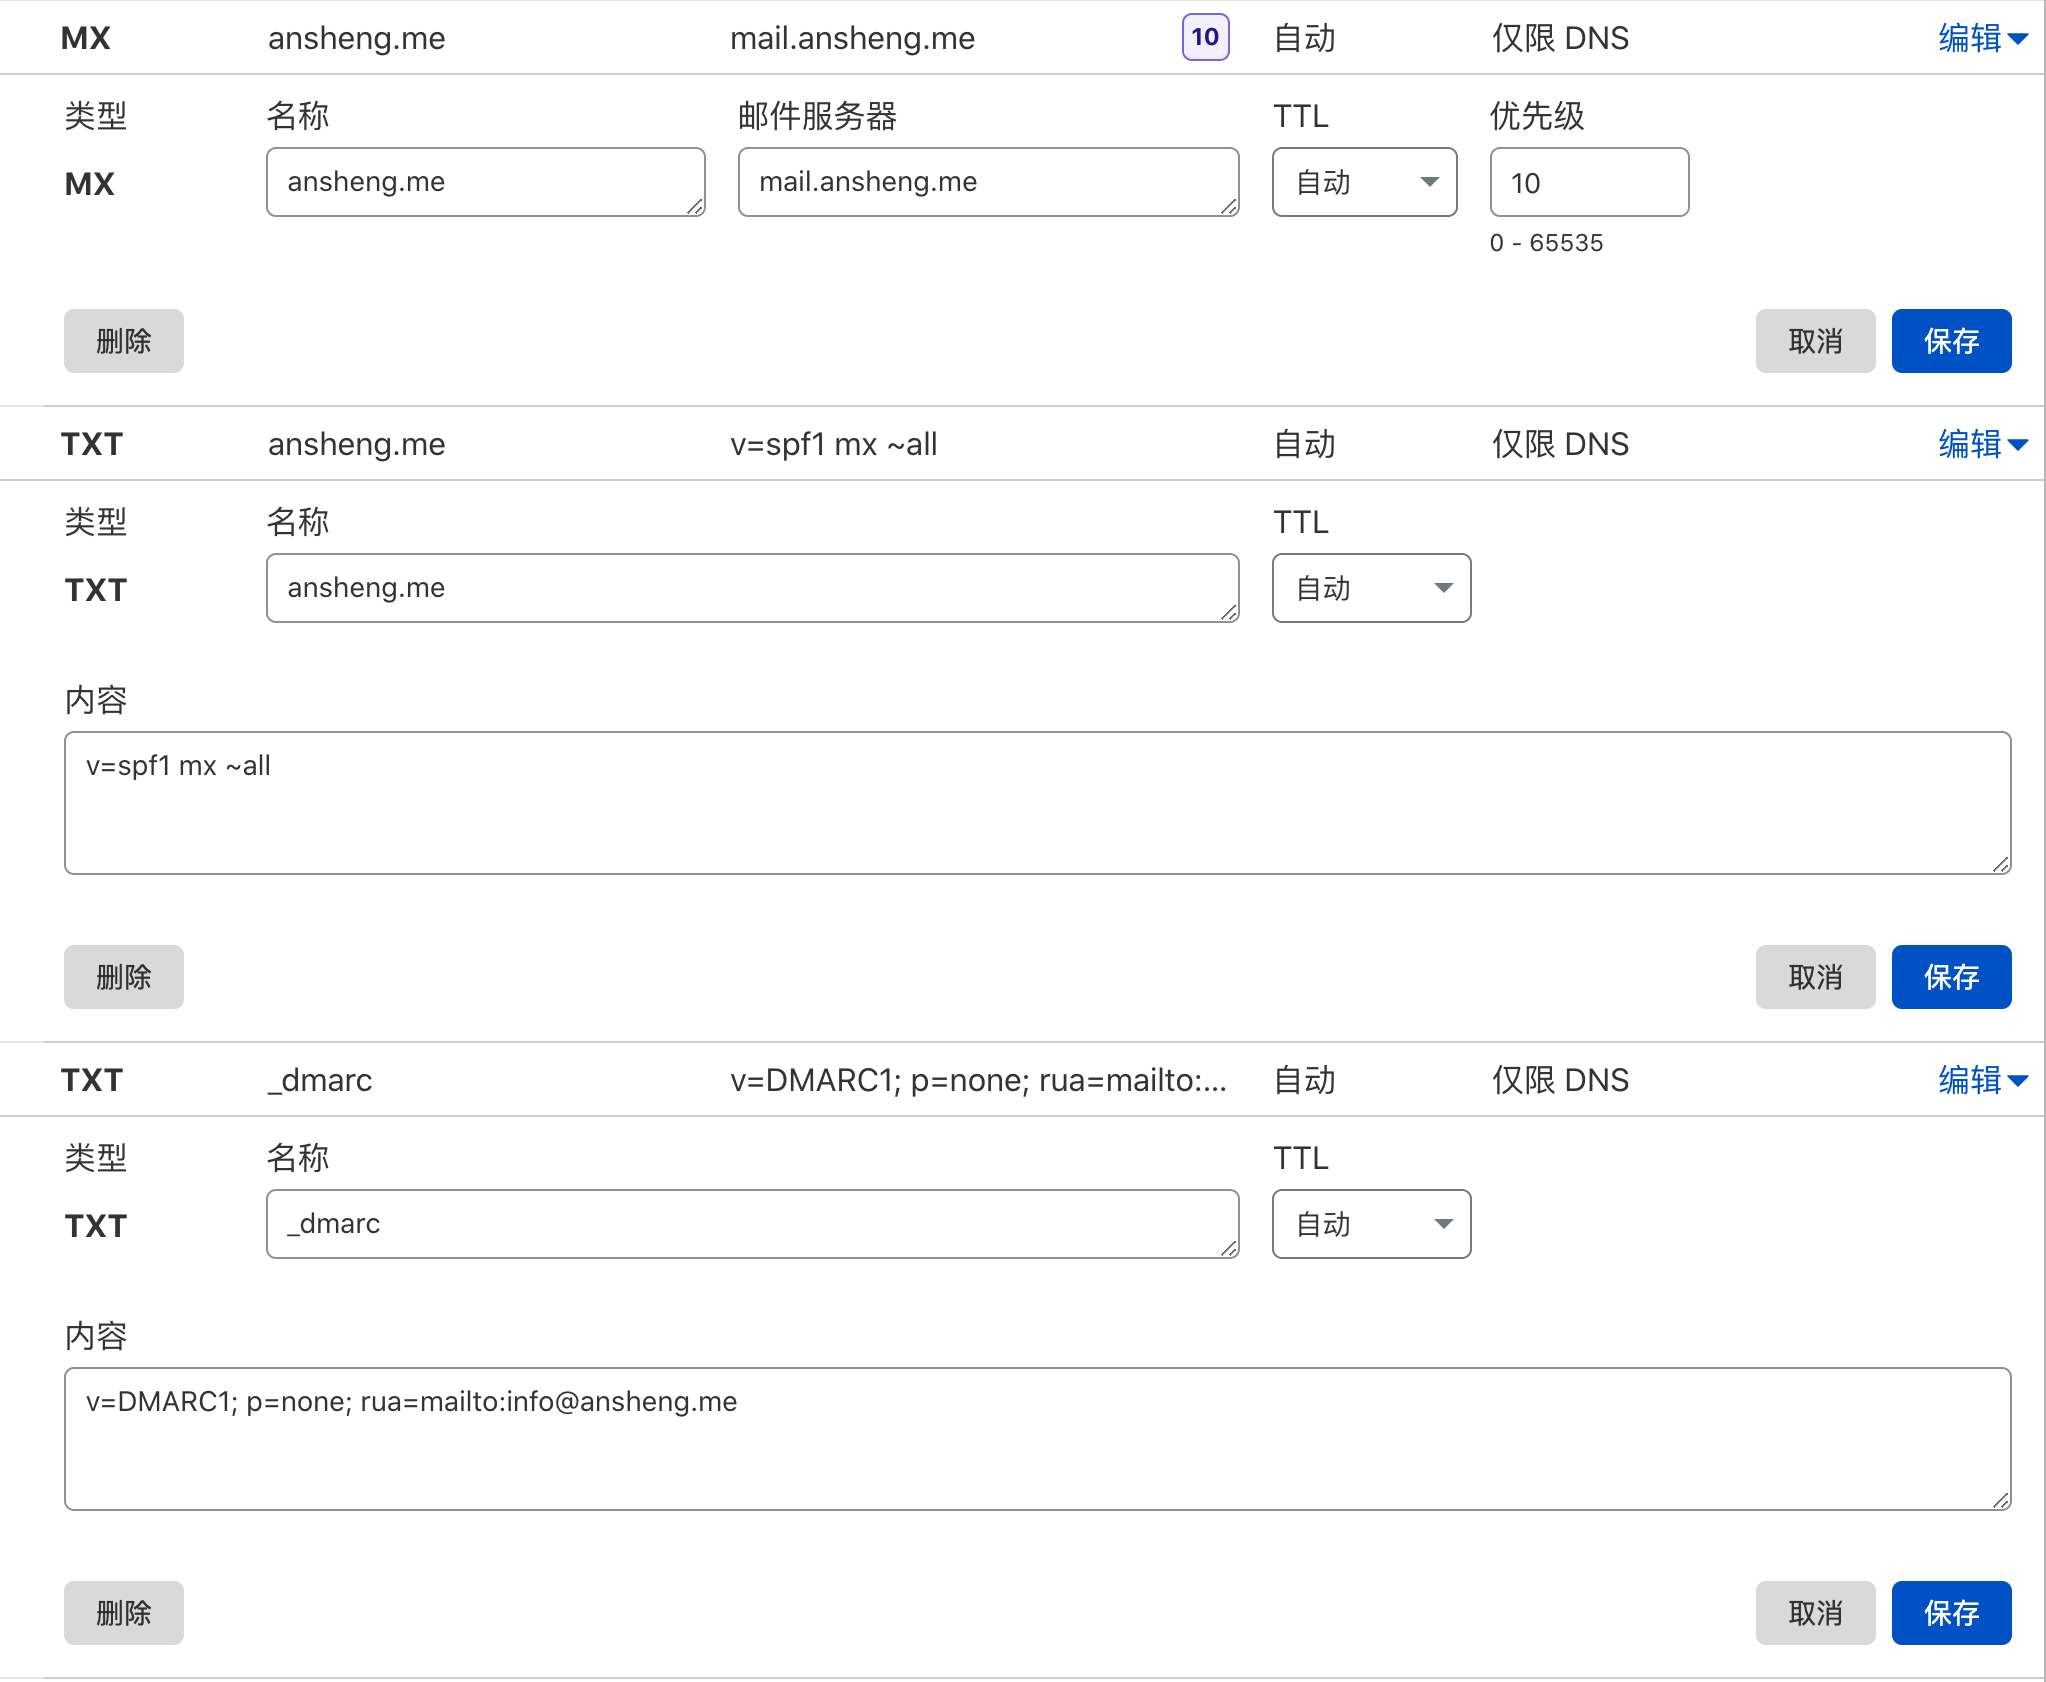 MX ansheng.me mail.ansheng.me 10 自动 仅限 DNS 编辑
类型 名称 邮件服务器 TTL 优先级
MX ansheng.me mail.ansheng.me 自动 10
0 - 65535
删除 取消 保存
TXT ansheng.me v=spf1 mx ~all 自动 仅限 DNS 编辑
类型 名称 TTL
TXT ansheng.me 自动
内容
v=spf1 mx ~all
删除 取消 保存
TXT _dmarc v=DMARC1; p=none; rua=mailto:... 自动 仅限 DNS 编辑
类型 名称 TTL
TXT _dmarc 自动
内容
v=DMARC1; p=none; rua=mailto:info@ansheng.me
删除 取消 保存